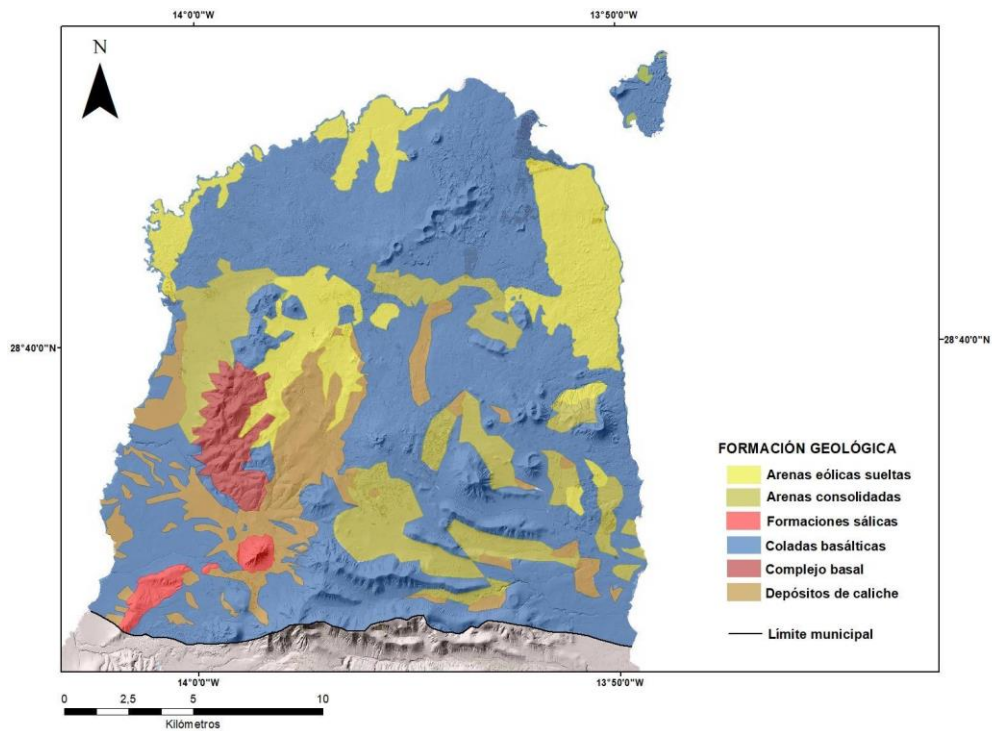 14°0'0"W
13°50'0"W
N
28°40'0"N
28°40'0"N
FORMACIÓN GEOLÓGICA
Arenas eólicas sueltas
Arenas consolidadas
Formaciones sálicas
Coladas basálticas
Complejo basal
Depósitos de caliche
Límite municipal
14°0'0"W
13°50'0"W
0 2,5 5 10
Kilómetros